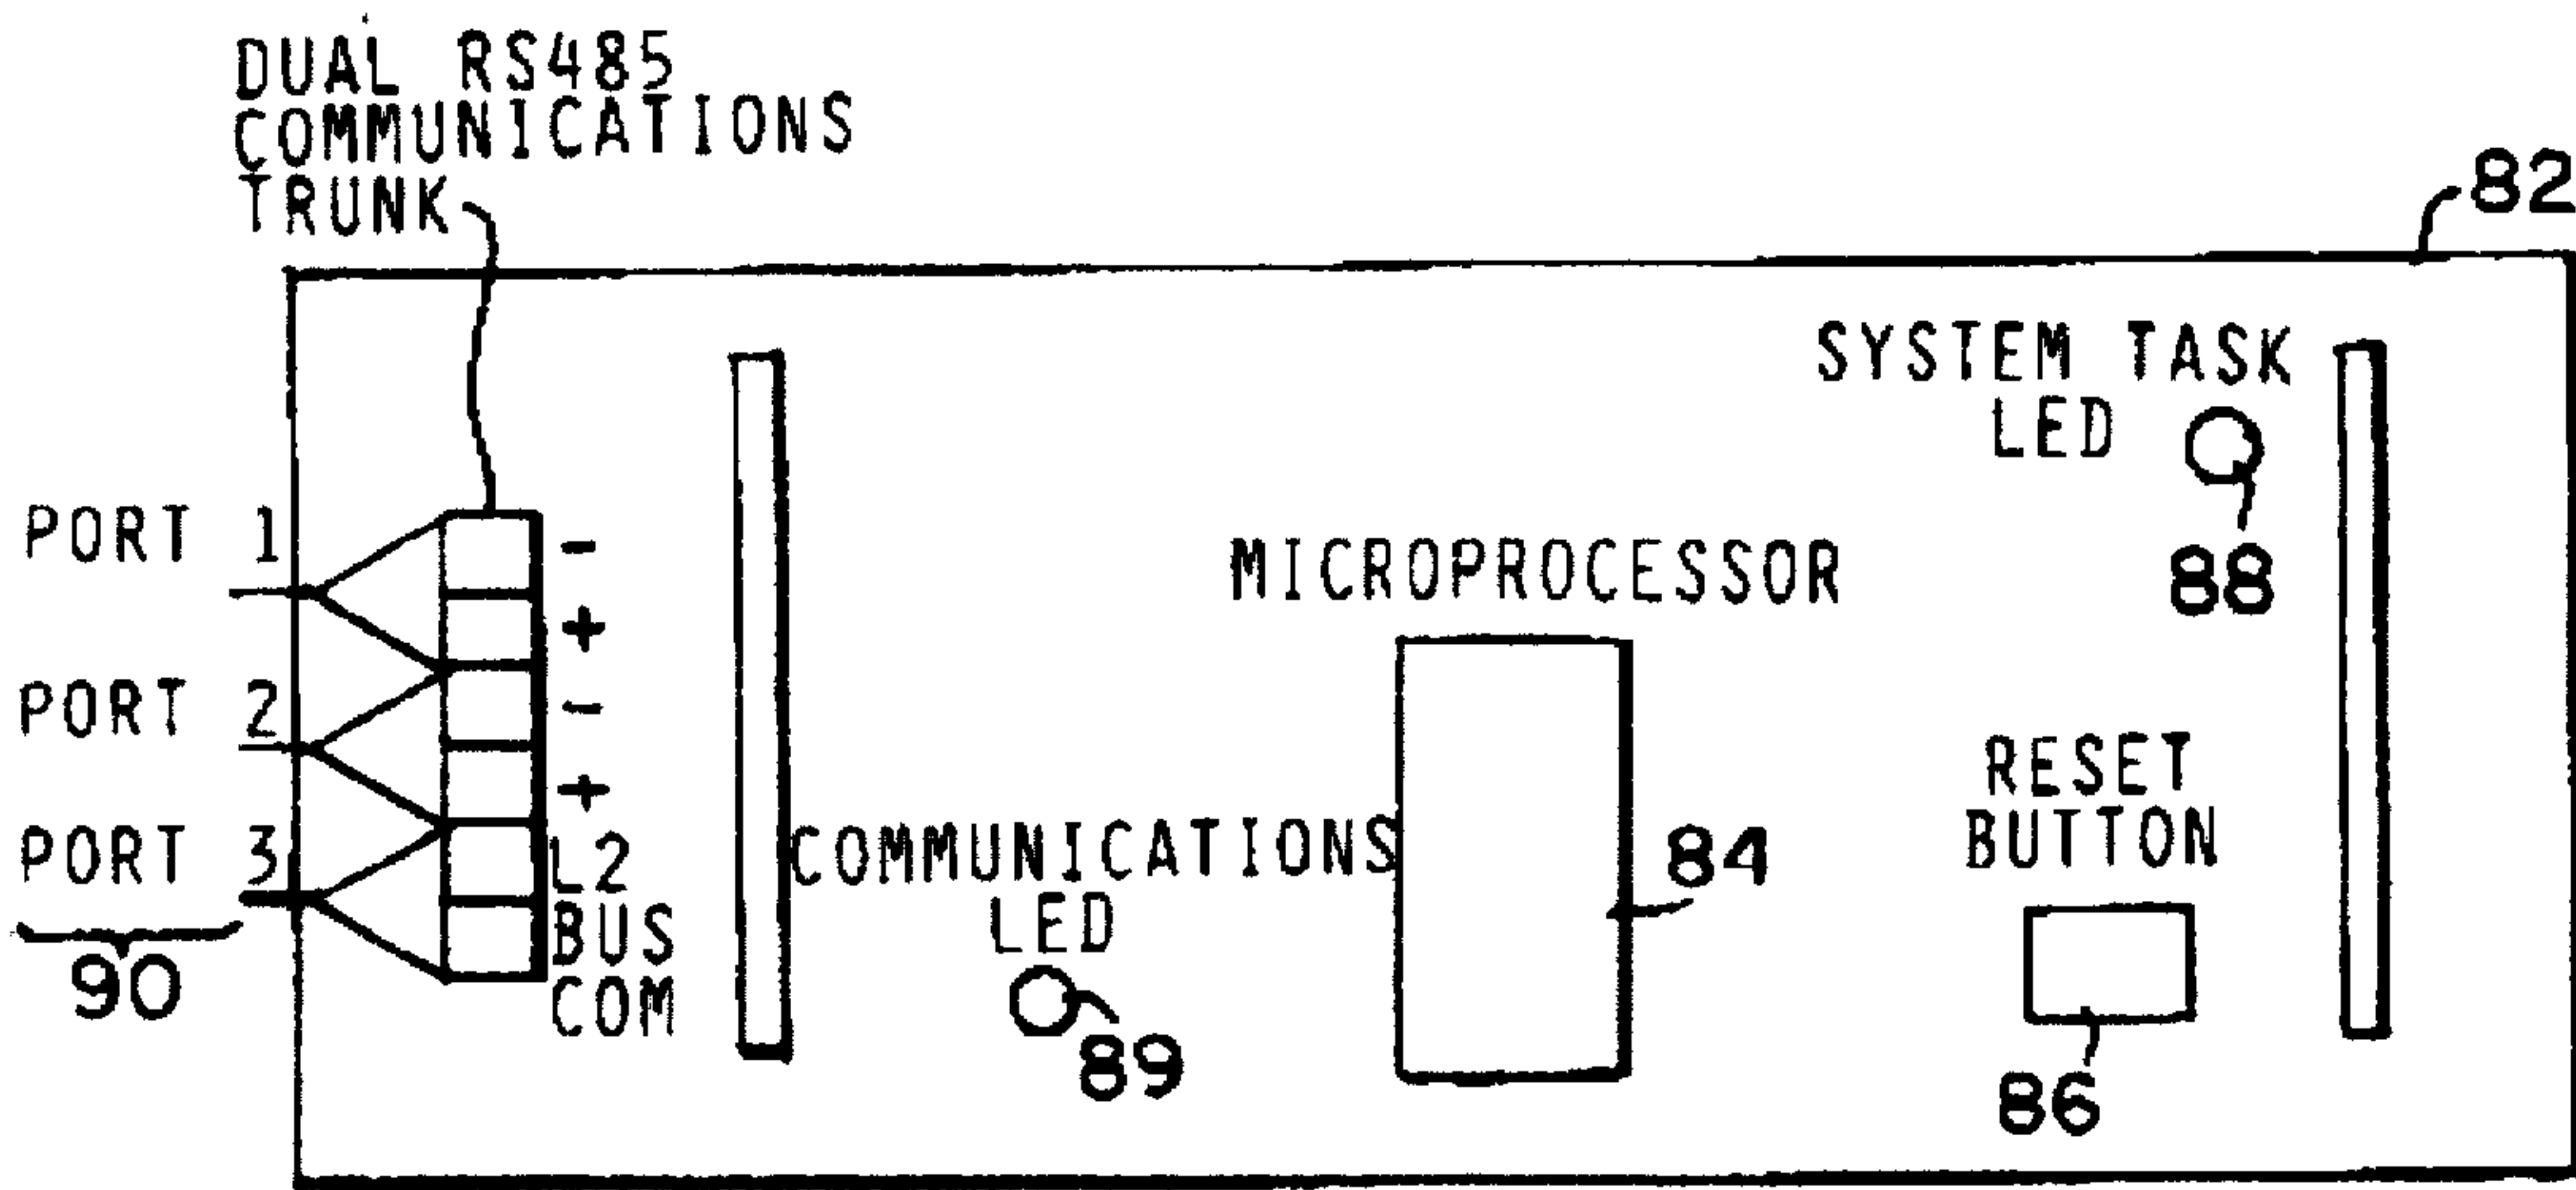 DUAL RS485
COMMUNICATIONS
TRUNK
82
SYSTEM TASK
LED
88
PORT 1
-
+
MICROPROCESSOR
PORT 2
-
+
RESET
BUTTON
PORT 3
L2
BUS
COM
COMMUNICATIONS
LED
84
90
89
86